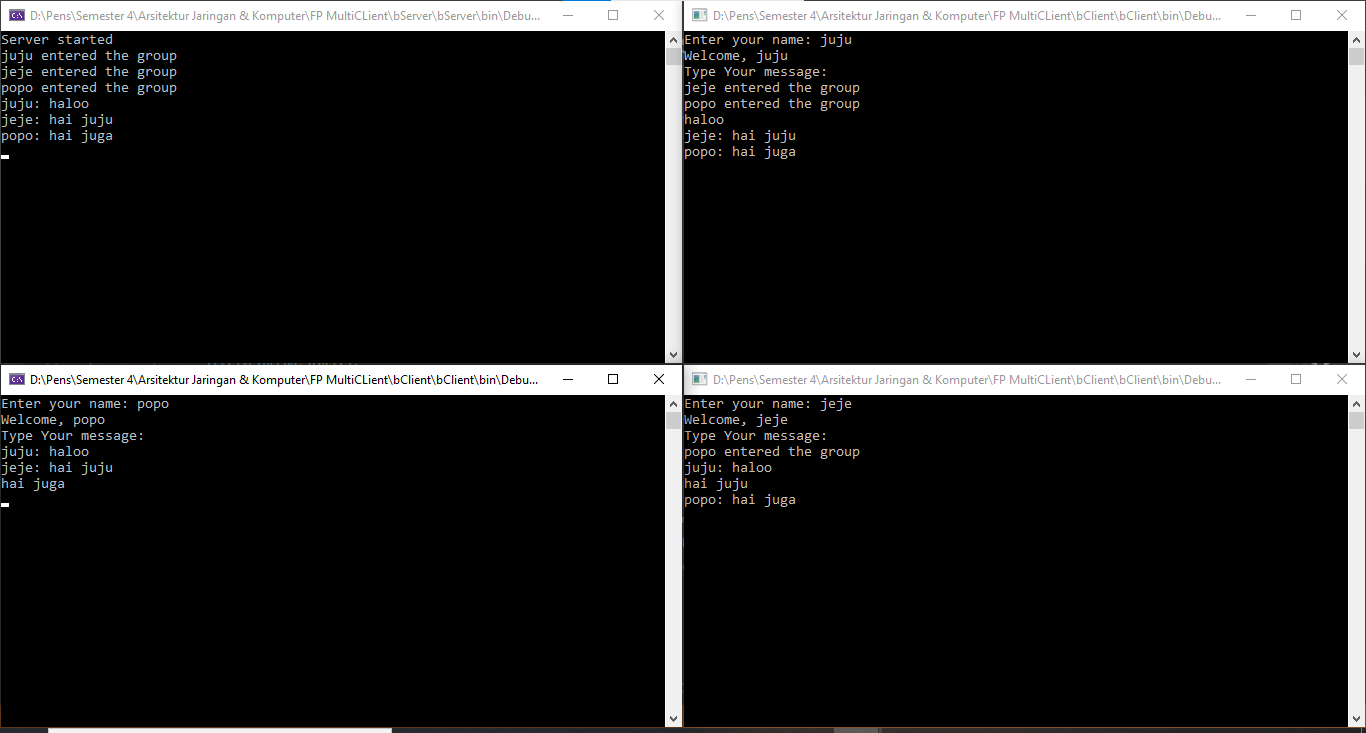 D:\Pens\Semester 4\Arsitektur Jaringan & Komputer\FP MultiCLient\bServer\bServer\bin\Debu...
Server started
juju entered the group
jeje entered the group
popo entered the group
juju: haloo
jeje: hai juju
popo: hai juga
D:\Pens\Semester 4\Arsitektur Jaringan & Komputer\FP MultiCLient\bClient\bClient\bin\Debu...
Enter your name: juju
Welcome, juju
Type Your message:
jeje entered the group
popo entered the group
haloo
jeje: hai juju
popo: hai juga
D:\Pens\Semester 4\Arsitektur Jaringan & Komputer\FP MultiCLient\bClient\bClient\bin\Debu...
Enter your name: popo
Welcome, popo
Type Your message:
juju: haloo
jeje: hai juju
hai juga
D:\Pens\Semester 4\Arsitektur Jaringan & Komputer\FP MultiCLient\bClient\bClient\bin\Debu...
Enter your name: jeje
Welcome, jeje
Type Your message:
popo entered the group
juju: haloo
hai juju
popo: hai juga